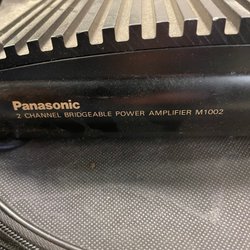 Panasonic
2 CHANNEL BRIDGEABLE POWER AMPLIFIER M1002